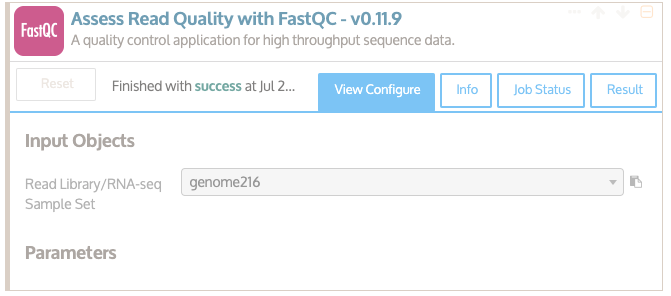 FastQC
Assess Read Quality with FastQC - v0.11.9
A quality control application for high throughput sequence data.
Reset
Finished with success at Jul 2...
View Configure
Info
Job Status
Result
Input Objects
Read Library/RNA-seq
Sample Set
genome216
Parameters